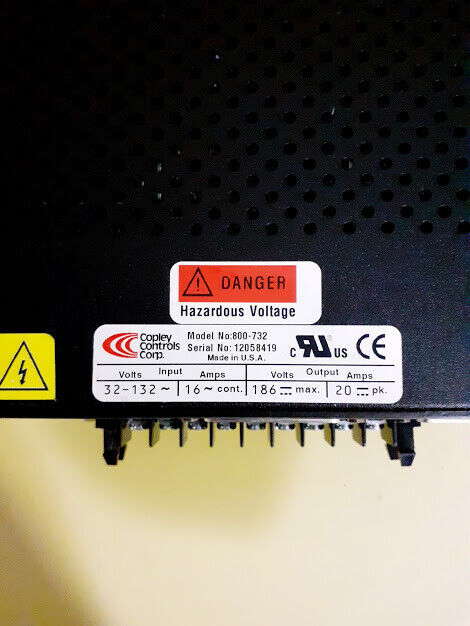 DANGER
Hazardous Voltage
Copley Controls Corp.
Model No:800-732
Serial No:12058419
Made in U.S.A.
c RU US CE
Input Output
Volts Amps Volts Amps
32-132~ 16~ cont. 186⎓ max. 20⎓ pk.